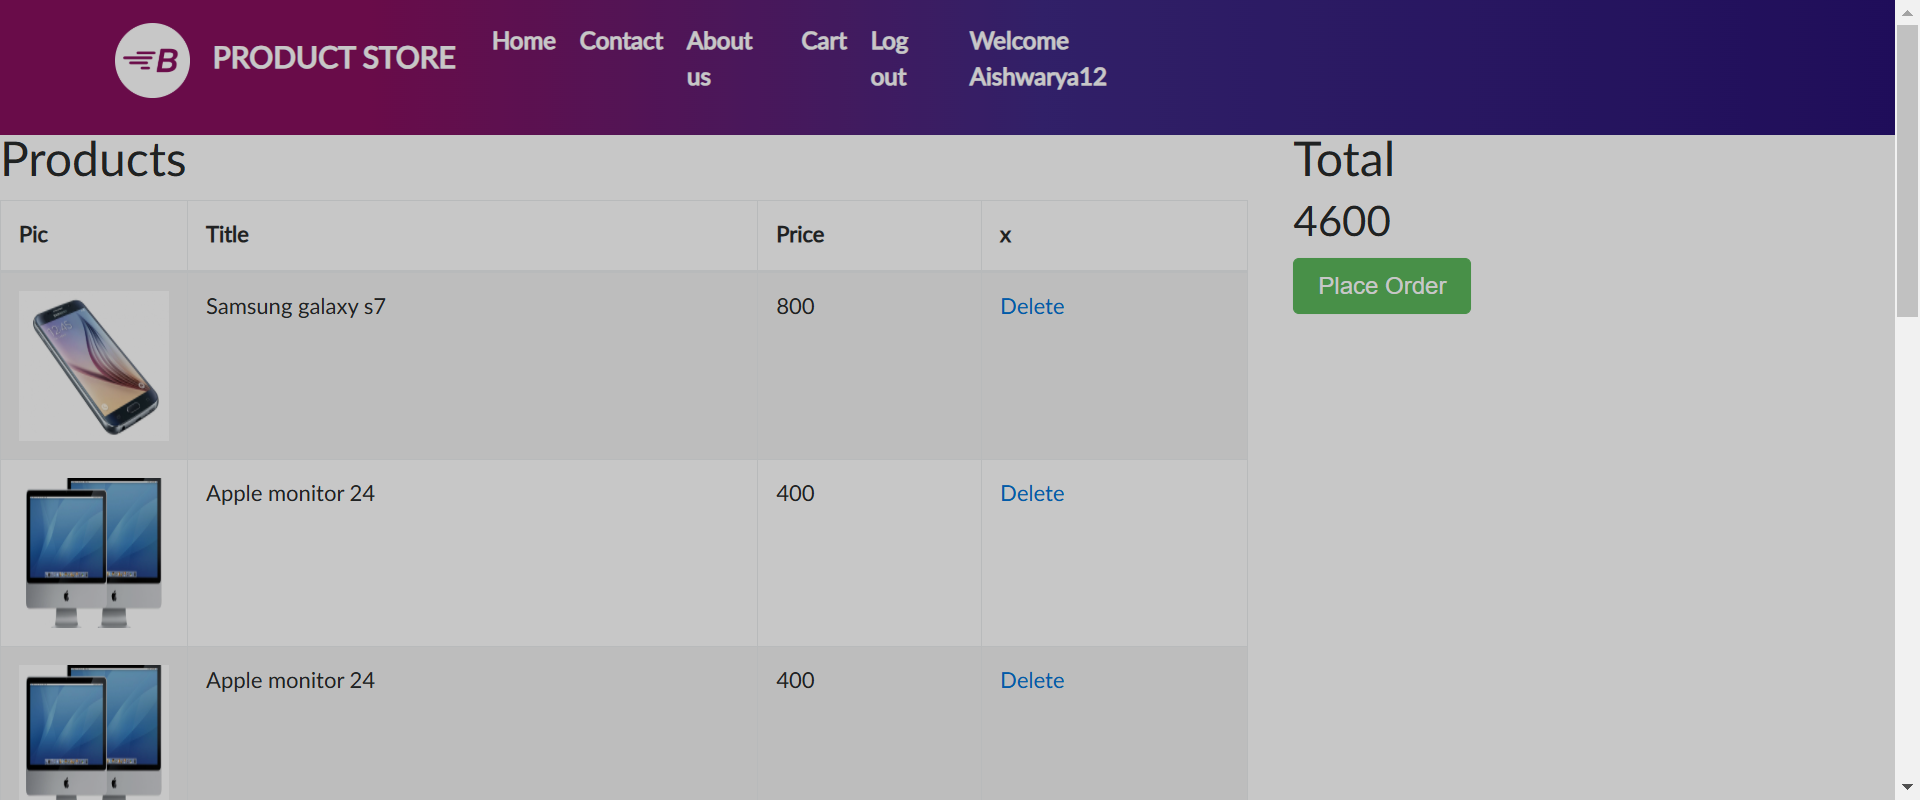 B PRODUCT STORE Home Contact About us Cart Log out Welcome Aishwarya12
Products
Total
4600
Place Order
Pic Title Price x
Samsung galaxy s7 800 Delete
Apple monitor 24 400 Delete
Apple monitor 24 400 Delete